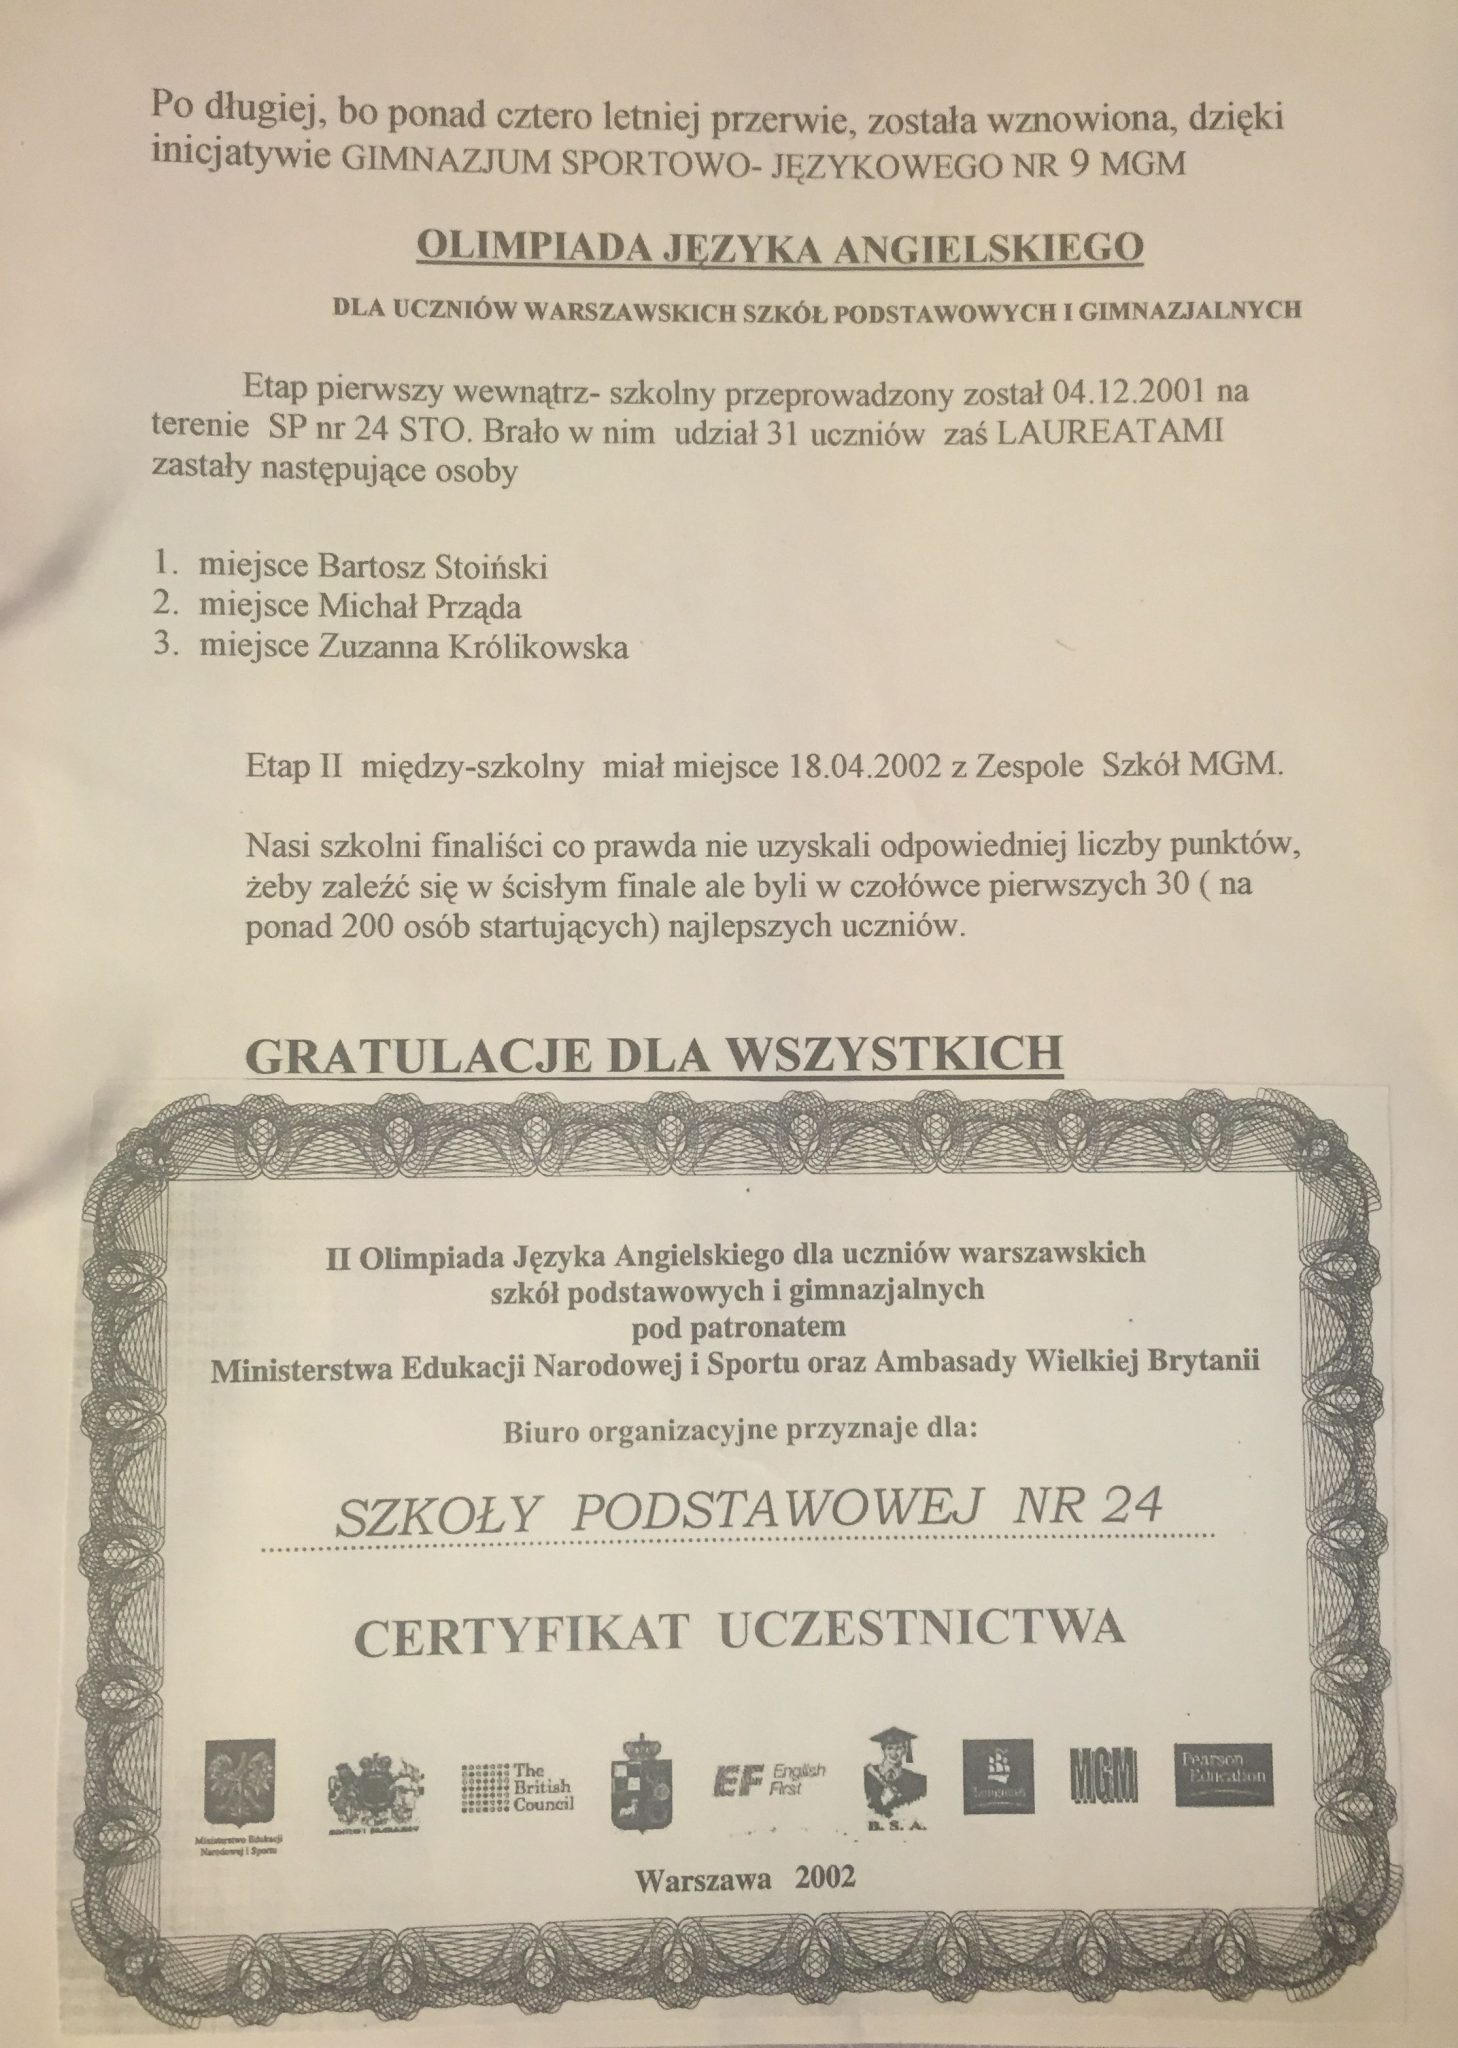 Po długiej, bo ponad cztero letniej przerwie, została wznowiona, dzięki
inicjatywie GIMNAZJUM SPORTOWO- JĘZYKOWEGO NR 9 MGM
OLIMPIADA JĘZYKA ANGIELSKIEGO
DLA UCZNIÓW WARSZAWSKICH SZKÓŁ PODSTAWOWYCH I GIMNAZJALNYCH
Etap pierwszy wewnątrz- szkolny przeprowadzony został 04.12.2001 na
terenie SP nr 24 STO. Brało w nim udział 31 uczniów zaś LAUREATAMI
zastały następujące osoby
1. miejsce Bartosz Stoiński
2. miejsce Michał Prząda
3. miejsce Zuzanna Królikowska
Etap II między-szkolny miał miejsce 18.04.2002 z Zespole Szkół MGM.
Nasi szkolni finaliści co prawda nie uzyskali odpowiedniej liczby punktów,
żeby zaleźć się w ścisłym finale ale byli w czołówce pierwszych 30 ( na
ponad 200 osób startujących) najlepszych uczniów.
GRATULACJE DLA WSZYSTKICH
II Olimpiada Języka Angielskiego dla uczniów warszawskich
szkół podstawowych i gimnazjalnych
pod patronatem
Ministerstwa Edukacji Narodowej i Sportu oraz Ambasady Wielkiej Brytanii
Biuro organizacyjne przyznaje dla:
SZKOŁY PODSTAWOWEJ NR 24
CERTYFIKAT UCZESTNICTWA
Ministerstwo Edukacji
Narodowej i Sportu
The
British
Council
EF English
First
B. S. A.
Longman
MGM
Pearson
Education
Warszawa 2002